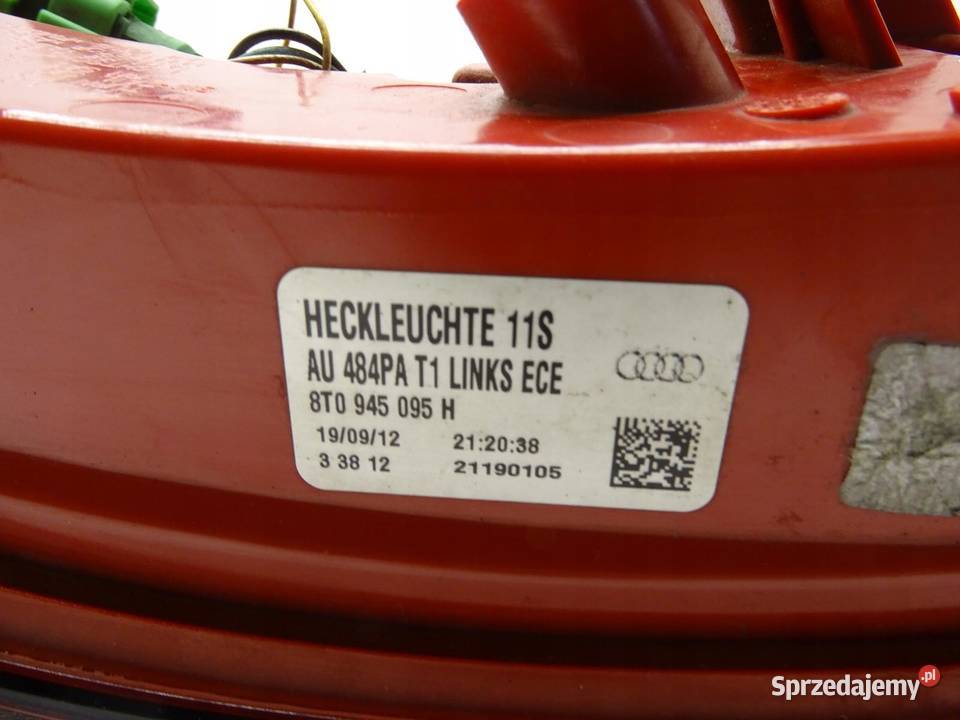 HECKLEUCHTE 11S
AU 484PA T1 LINKS ECE
8T0 945 095 H
19/09/12 21:20:38
3 38 12 21190105
Sprzedajemy.pl